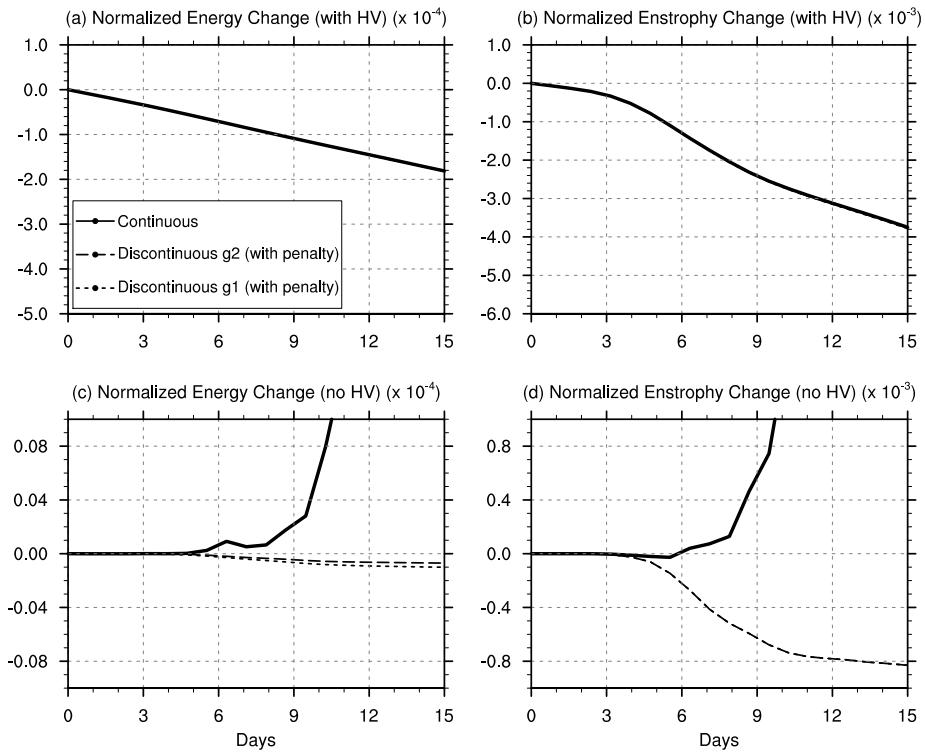 (a) Normalized Energy Change (with HV) (x 10^-4)
1.0
0.0
-1.0
-2.0
-3.0
-4.0
-5.0
0 3 6 9 12 15
Continuous
Discontinuous g2 (with penalty)
Discontinuous g1 (with penalty)
(b) Normalized Enstrophy Change (with HV) (x 10^-3)
1.0
0.0
-1.0
-2.0
-3.0
-4.0
-5.0
-6.0
0 3 6 9 12 15
(c) Normalized Energy Change (no HV) (x 10^-4)
0.08
0.04
0.00
-0.04
-0.08
0 3 6 9 12 15
Days
(d) Normalized Enstrophy Change (no HV) (x 10^-3)
0.8
0.4
0.0
-0.4
-0.8
0 3 6 9 12 15
Days